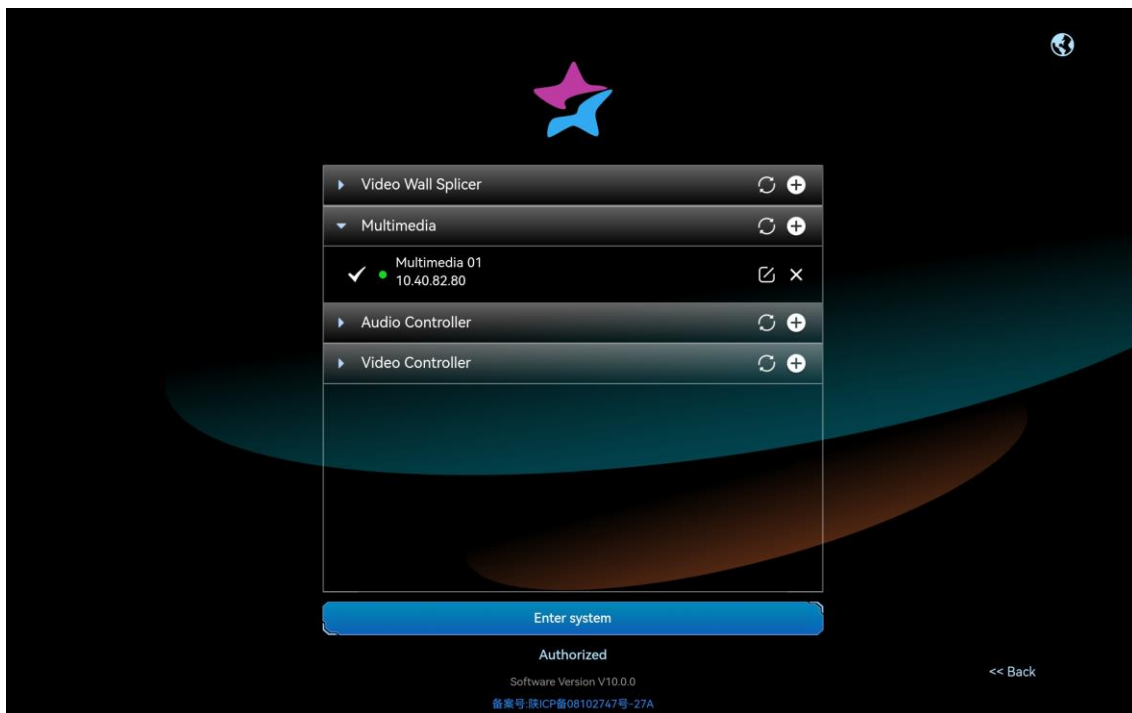 Video Wall Splicer
Multimedia
Multimedia 01
10.40.82.80
Audio Controller
Video Controller
Enter system
Authorized
<< Back
Software Version V10.0.0
备案号:陕ICP备08102747号-27A